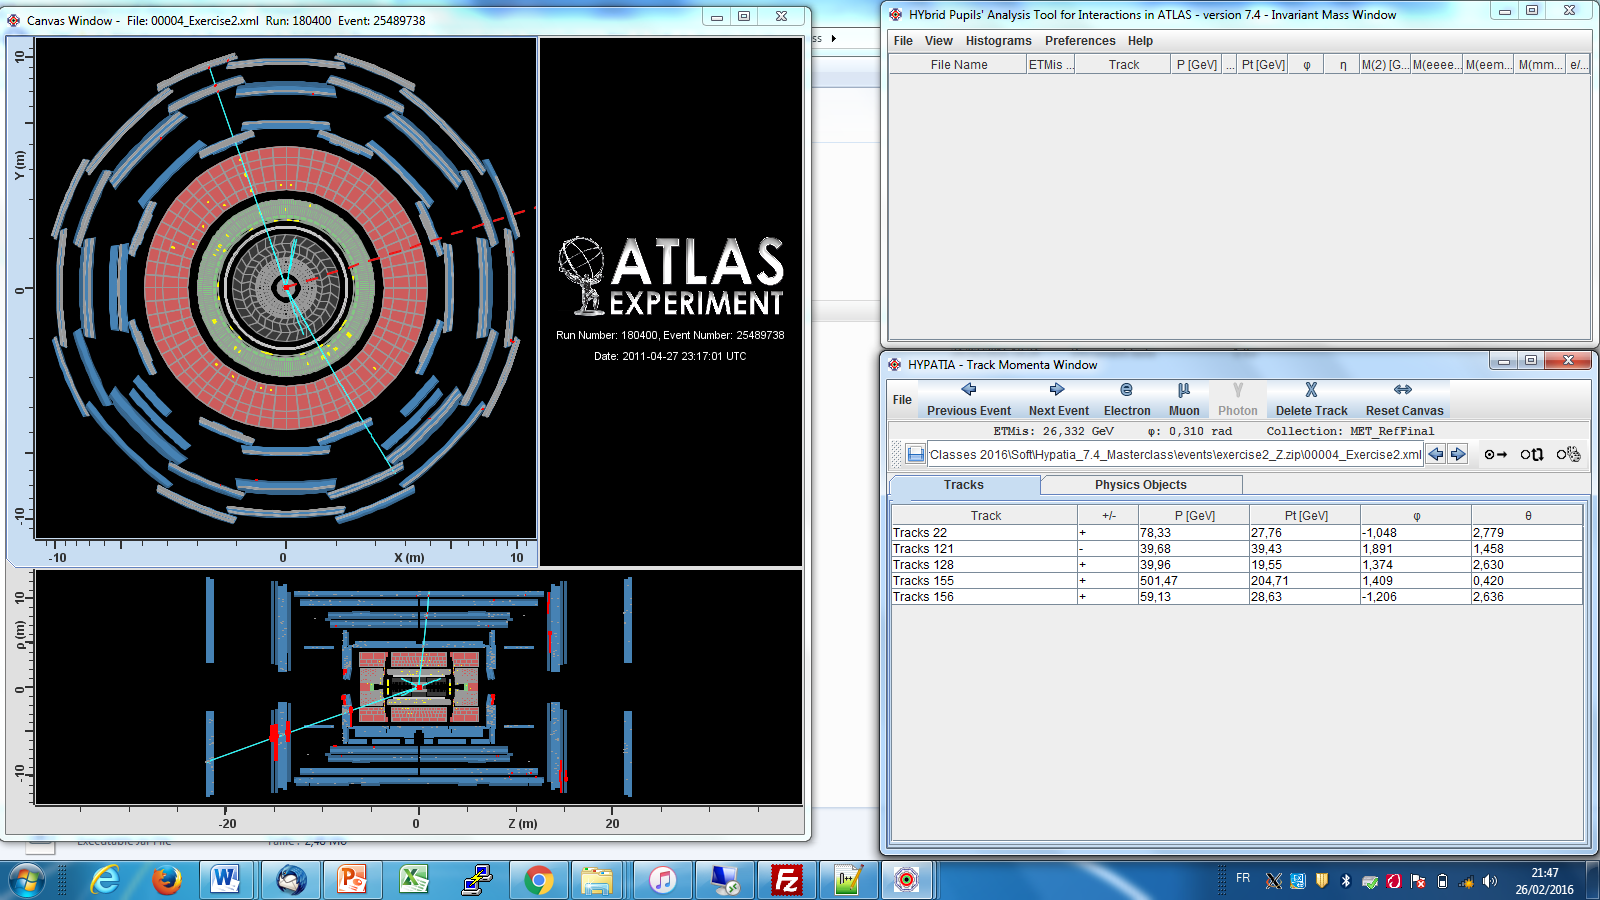 Canvas Window - File: 00004_Exercise2.xml Run: 180400 Event: 25489738
10
Y (m)
0
-10
-10
0
X (m)
10
ATLAS
EXPERIMENT
Run Number: 180400, Event Number: 25489738
Date: 2011-04-27 23:17:01 UTC
10
ρ (m)
0
-10
-20
0
Z (m)
20
ss
HYbrid Pupils' Analysis Tool for Interactions in ATLAS - version 7.4 - Invariant Mass Window
File View Histograms Preferences Help
File Name ETMis ... Track P [GeV] ... Pt [GeV] φ η M(2) [G... M(eeee... M(eem... M(mm... e/...
HYPATIA - Track Momenta Window
File Previous Event Next Event Electron Muon Photon Delete Track Reset Canvas
ETMis: 26,332 GeV φ: 0,310 rad Collection: MET_RefFinal
Classes 2016\Soft\Hypatia_7.4_Masterclass\events\exercise2_Z.zip\00004_Exercise2.xml
Tracks Physics Objects
Track +/- P [GeV] Pt [GeV] φ θ
Tracks 22 + 78,33 27,76 -1,048 2,779
Tracks 121 - 39,68 39,43 1,891 1,458
Tracks 128 + 39,96 19,55 1,374 2,630
Tracks 155 + 501,47 204,71 1,409 0,420
Tracks 156 + 59,13 28,63 -1,206 2,636
FR
21:47
26/02/2016